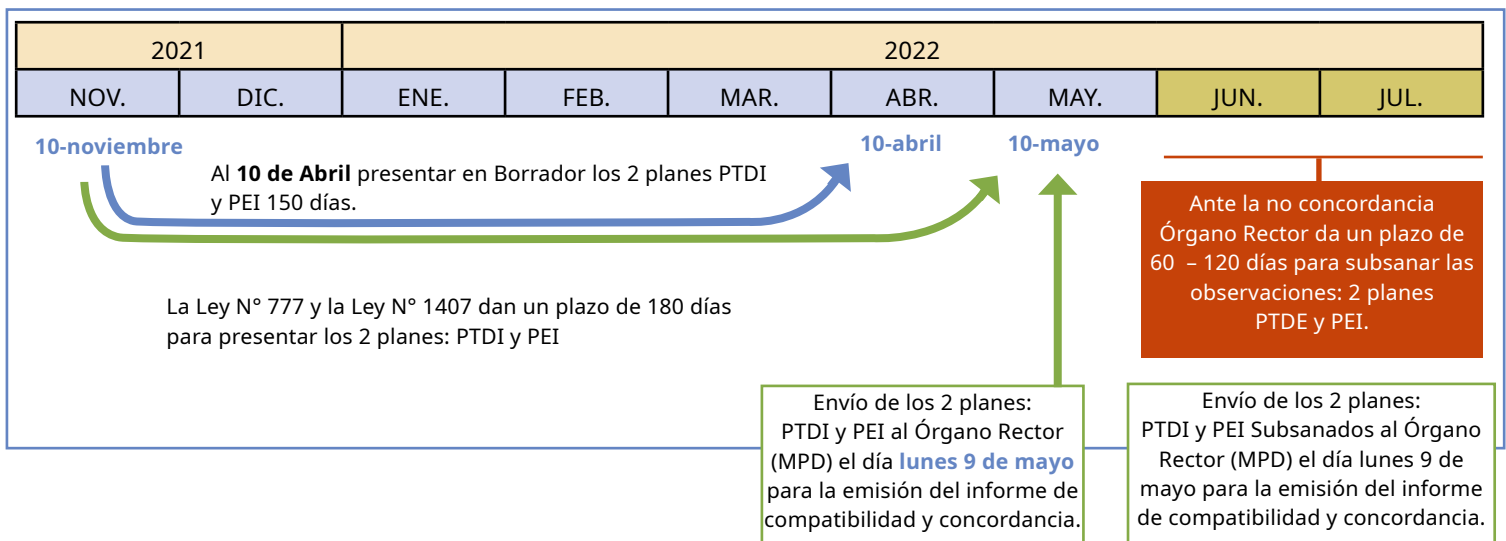 2021
2022
NOV.
DIC.
ENE.
FEB.
MAR.
ABR.
MAY.
JUN.
JUL.
10-noviembre
10-abril
10-mayo
Al 10 de Abril presentar en Borrador los 2 planes PTDI
y PEI 150 días.
La Ley N° 777 y la Ley N° 1407 dan un plazo de 180 días
para presentar los 2 planes: PTDI y PEI
Ante la no concordancia
Órgano Rector da un plazo de
60 – 120 días para subsanar las
observaciones: 2 planes
PTDE y PEI.
Envío de los 2 planes:
PTDI y PEI al Órgano Rector
(MPD) el día lunes 9 de mayo
para la emisión del informe de
compatibilidad y concordancia.
Envío de los 2 planes:
PTDI y PEI Subsanados al Órgano
Rector (MPD) el día lunes 9 de
mayo para la emisión del informe
de compatibilidad y concordancia.